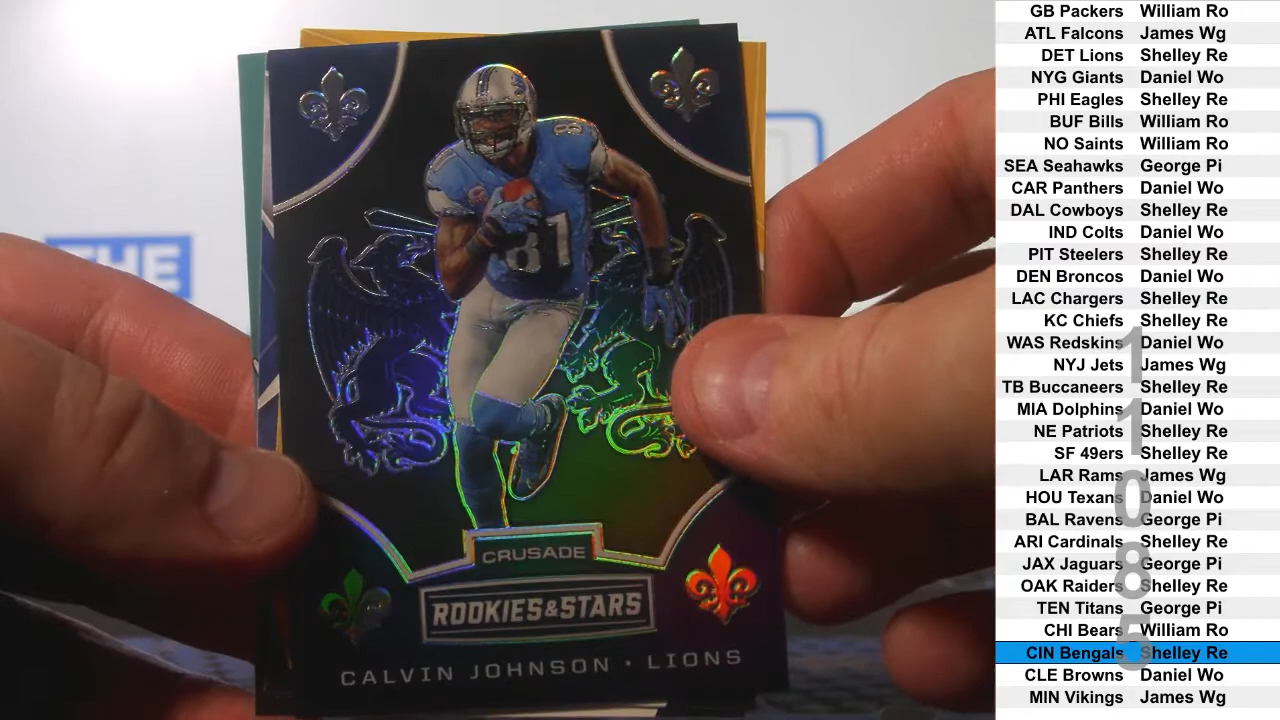 THE
81
81
CRUSADE
ROOKIES & STARS
CALVIN JOHNSON · LIONS
GB Packers William Ro
ATL Falcons James Wg
DET Lions Shelley Re
NYG Giants Daniel Wo
PHI Eagles Shelley Re
BUF Bills William Ro
NO Saints William Ro
SEA Seahawks George Pi
CAR Panthers Daniel Wo
DAL Cowboys Shelley Re
IND Colts Daniel Wo
PIT Steelers Shelley Re
DEN Broncos Daniel Wo
LAC Chargers Shelley Re
KC Chiefs Shelley Re
WAS Redskins Daniel Wo
NYJ Jets James Wg
TB Buccaneers Shelley Re
MIA Dolphins Daniel Wo
NE Patriots Shelley Re
SF 49ers Shelley Re
LAR Rams James Wg
HOU Texans Daniel Wo
BAL Ravens George Pi
ARI Cardinals Shelley Re
JAX Jaguars George Pi
OAK Raiders Shelley Re
TEN Titans George Pi
CHI Bears William Ro
CIN Bengals Shelley Re
CLE Browns Daniel Wo
MIN Vikings James Wg
11085